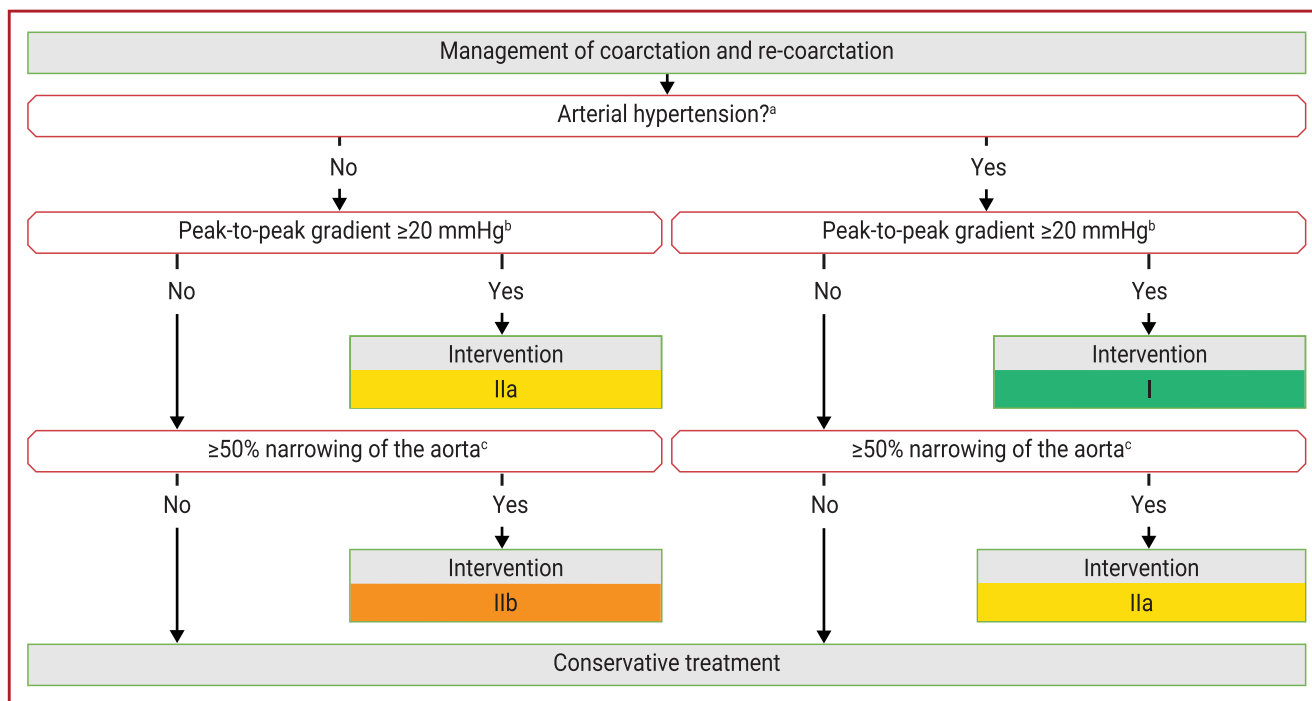 Management of coarctation and re-coarctation
Arterial hypertension?ᵃ
No
Yes
Peak-to-peak gradient ≥20 mmHgᵇ
Peak-to-peak gradient ≥20 mmHgᵇ
No
Yes
No
Yes
Intervention
IIa
Intervention
I
≥50% narrowing of the aortaᶜ
≥50% narrowing of the aortaᶜ
No
Yes
No
Yes
Intervention
IIb
Intervention
IIa
Conservative treatment